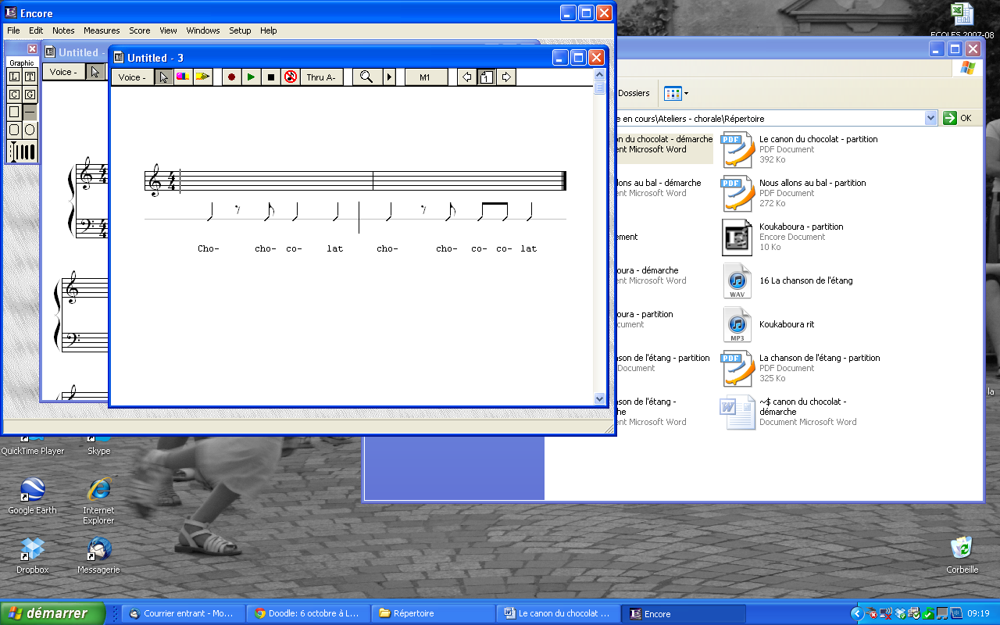 Encore
File Edit Notes Measures Score View Windows Setup Help
Graphic
L T
C G
Untitled -
Voice -
Untitled - 3
Voice - Thru A- M1 1
4
4
Cho- cho- co- lat cho- cho- co- co- lat
ECOLES 2007-08
Dossiers
e en cours\Ateliers - chorale\Répertoire OK
on du chocolat - démarche
ent Microsoft Word
Le canon du chocolat - partition
PDF Document
392 Ko
lons au bal - démarche
ent Microsoft Word
Nous allons au bal - partition
PDF Document
272 Ko
ement
Koukaboura - partition
Encore Document
10 Ko
oura - démarche
ent Microsoft Word
WAV
16 La chanson de l'étang
oura - partition
ocument
MP3
Koukaboura rit
nson de l'étang - partition
Document
La chanson de l'étang - partition
PDF Document
325 Ko
nson de l'étang -
che
ent Microsoft Word
~$ canon du chocolat -
démarche
Document Microsoft Word
la
QuickTime Player
Skype
Google Earth
Internet
Explorer
Dropbox
Messagerie
Corbeille
démarrer
Courrier entrant - Mo...
Doodle: 6 octobre à L...
Répertoire
Le canon du chocolat ...
Encore
09:19